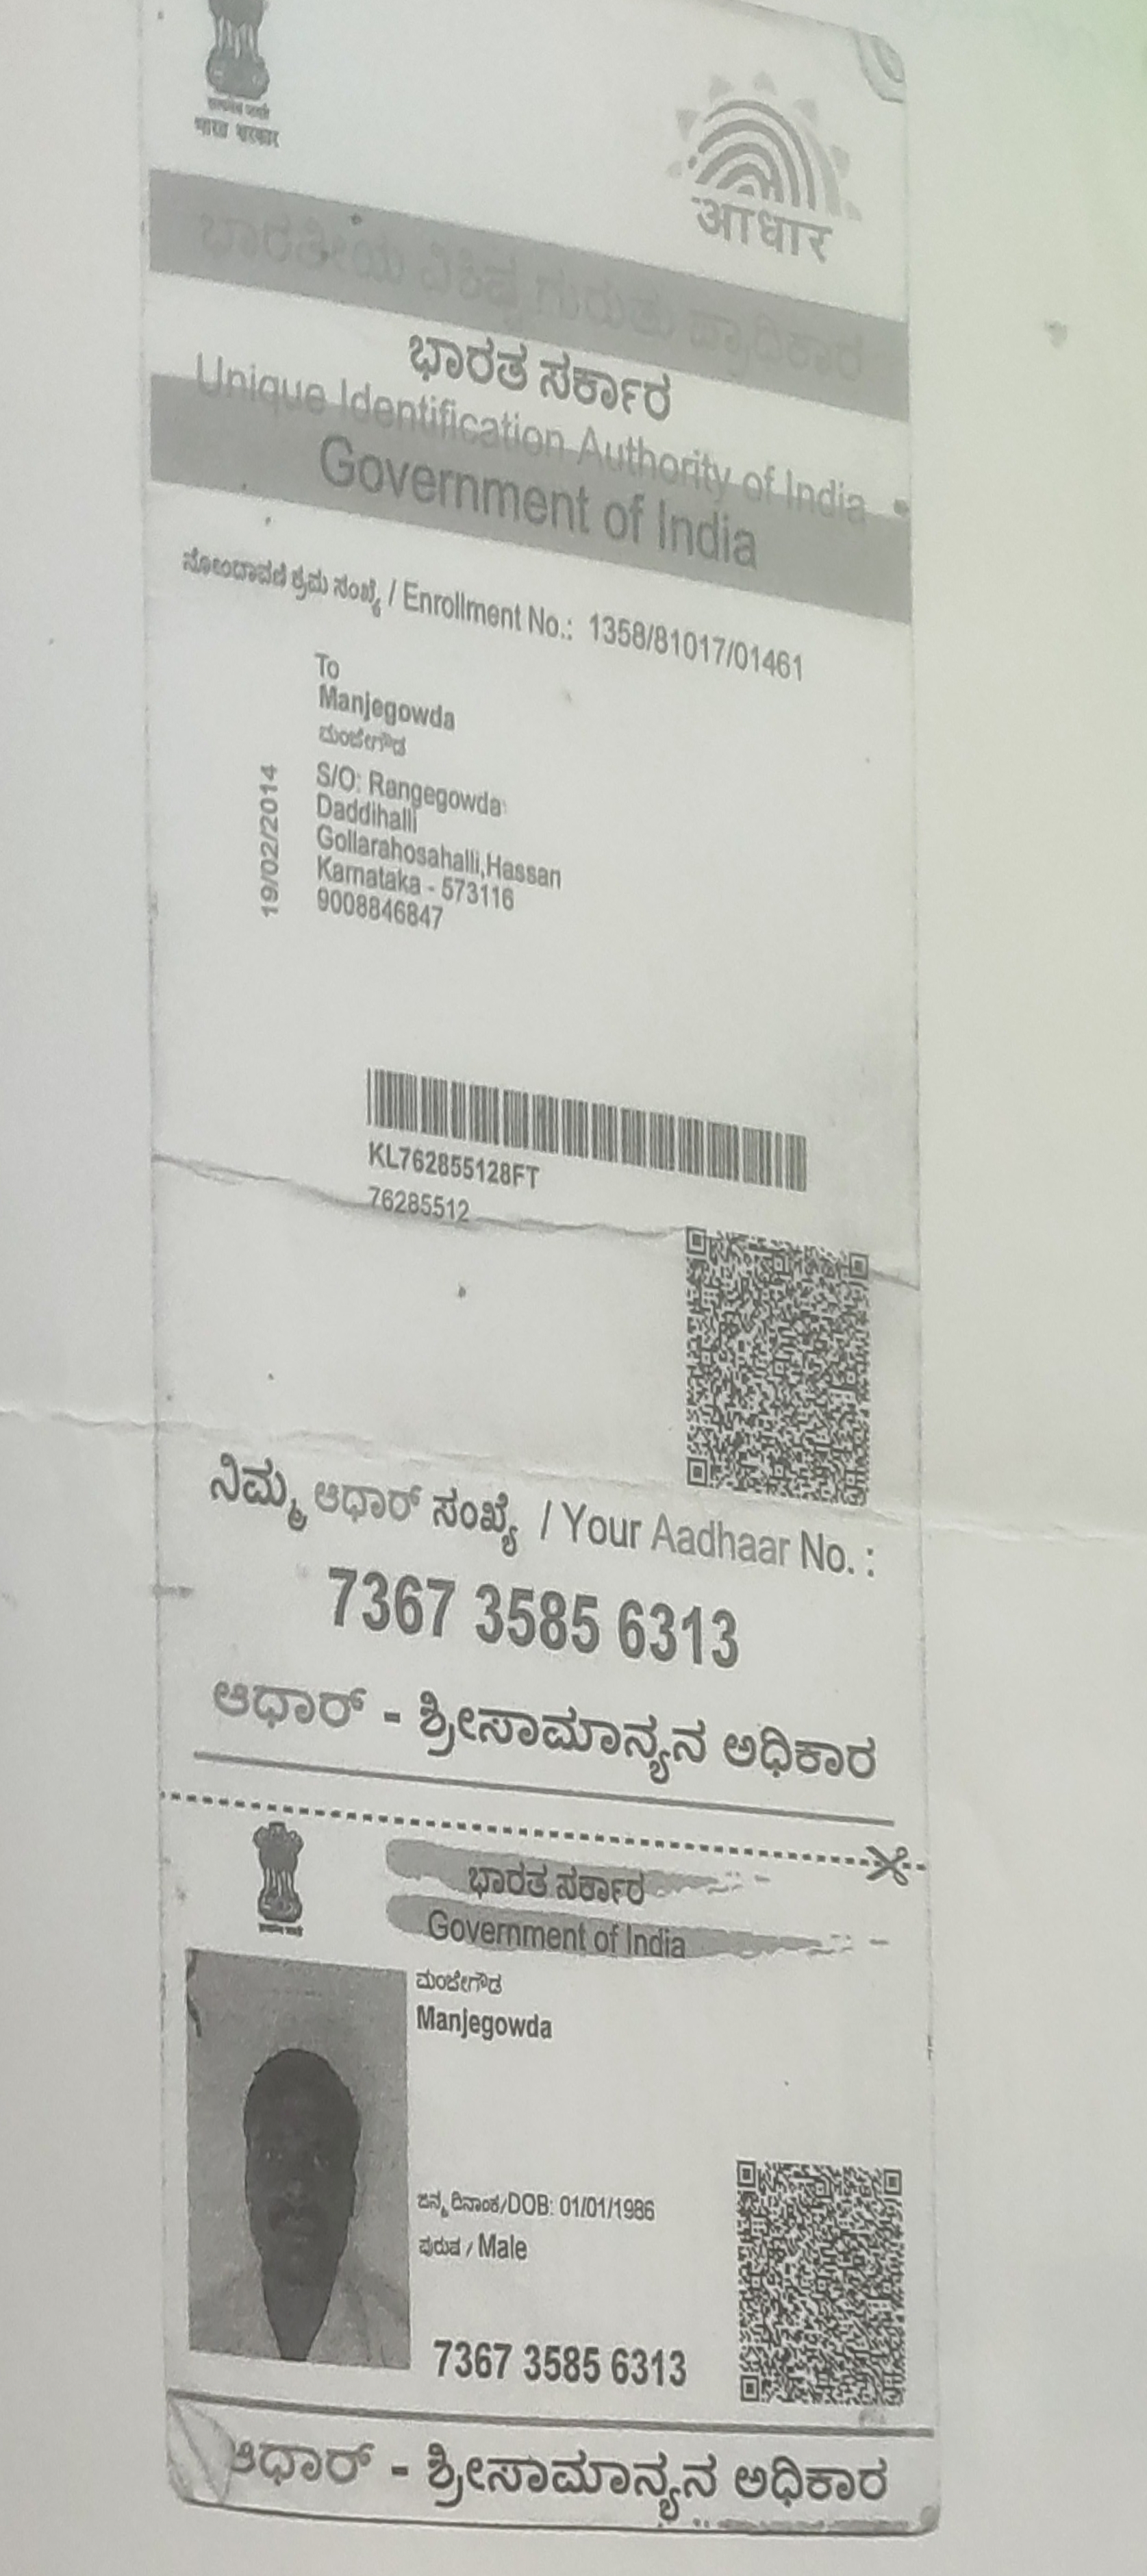 भारत सरकार
आधार
ಭಾರತೀಯ ವಿಶಿಷ್ಟ ಗುರುತು ಪ್ರಾಧಿಕಾರ
ಭಾರತ ಸರ್ಕಾರ
Unique Identification Authority of India
Government of India
ನೋಂದಾವಣಿ ಕ್ರಮ ಸಂಖ್ಯೆ / Enrollment No.: 1358/81017/01461
To
Manjegowda
ಮಂಜೇಗೌಡ
S/O: Rangegowda
Daddihalli
Gollarahosahalli,Hassan
Karnataka - 573116
9008846847
19/02/2014
KL762855128FT
76285512
ನಿಮ್ಮ ಆಧಾರ್ ಸಂಖ್ಯೆ / Your Aadhaar No. :
7367 3585 6313
ಆಧಾರ್ - ಶ್ರೀಸಾಮಾನ್ಯನ ಅಧಿಕಾರ
ಭಾರತ ಸರ್ಕಾರ
Government of India
ಮಂಜೇಗೌಡ
Manjegowda
ಜನ್ಮ ದಿನಾಂಕ/DOB: 01/01/1986
ಪುರುಷ / Male
7367 3585 6313
ಆಧಾರ್ - ಶ್ರೀಸಾಮಾನ್ಯನ ಅಧಿಕಾರ